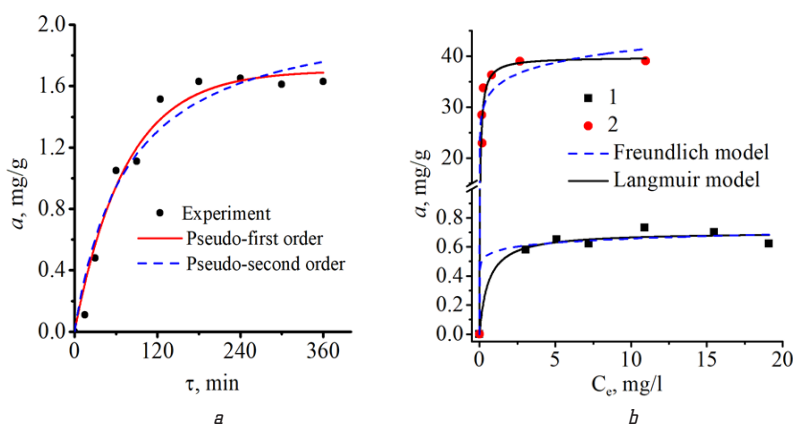 2.0
1.6
1.2
0.8
0.4
0.0
a, mg/g
Experiment
Pseudo-first order
Pseudo-second order
0 120 240 360
τ, min
a
40
30
20
0.8
0.6
0.4
0.2
0.0
a, mg/g
1
2
Freundlich model
Langmuir model
0 5 10 15 20
Cₑ, mg/l
b